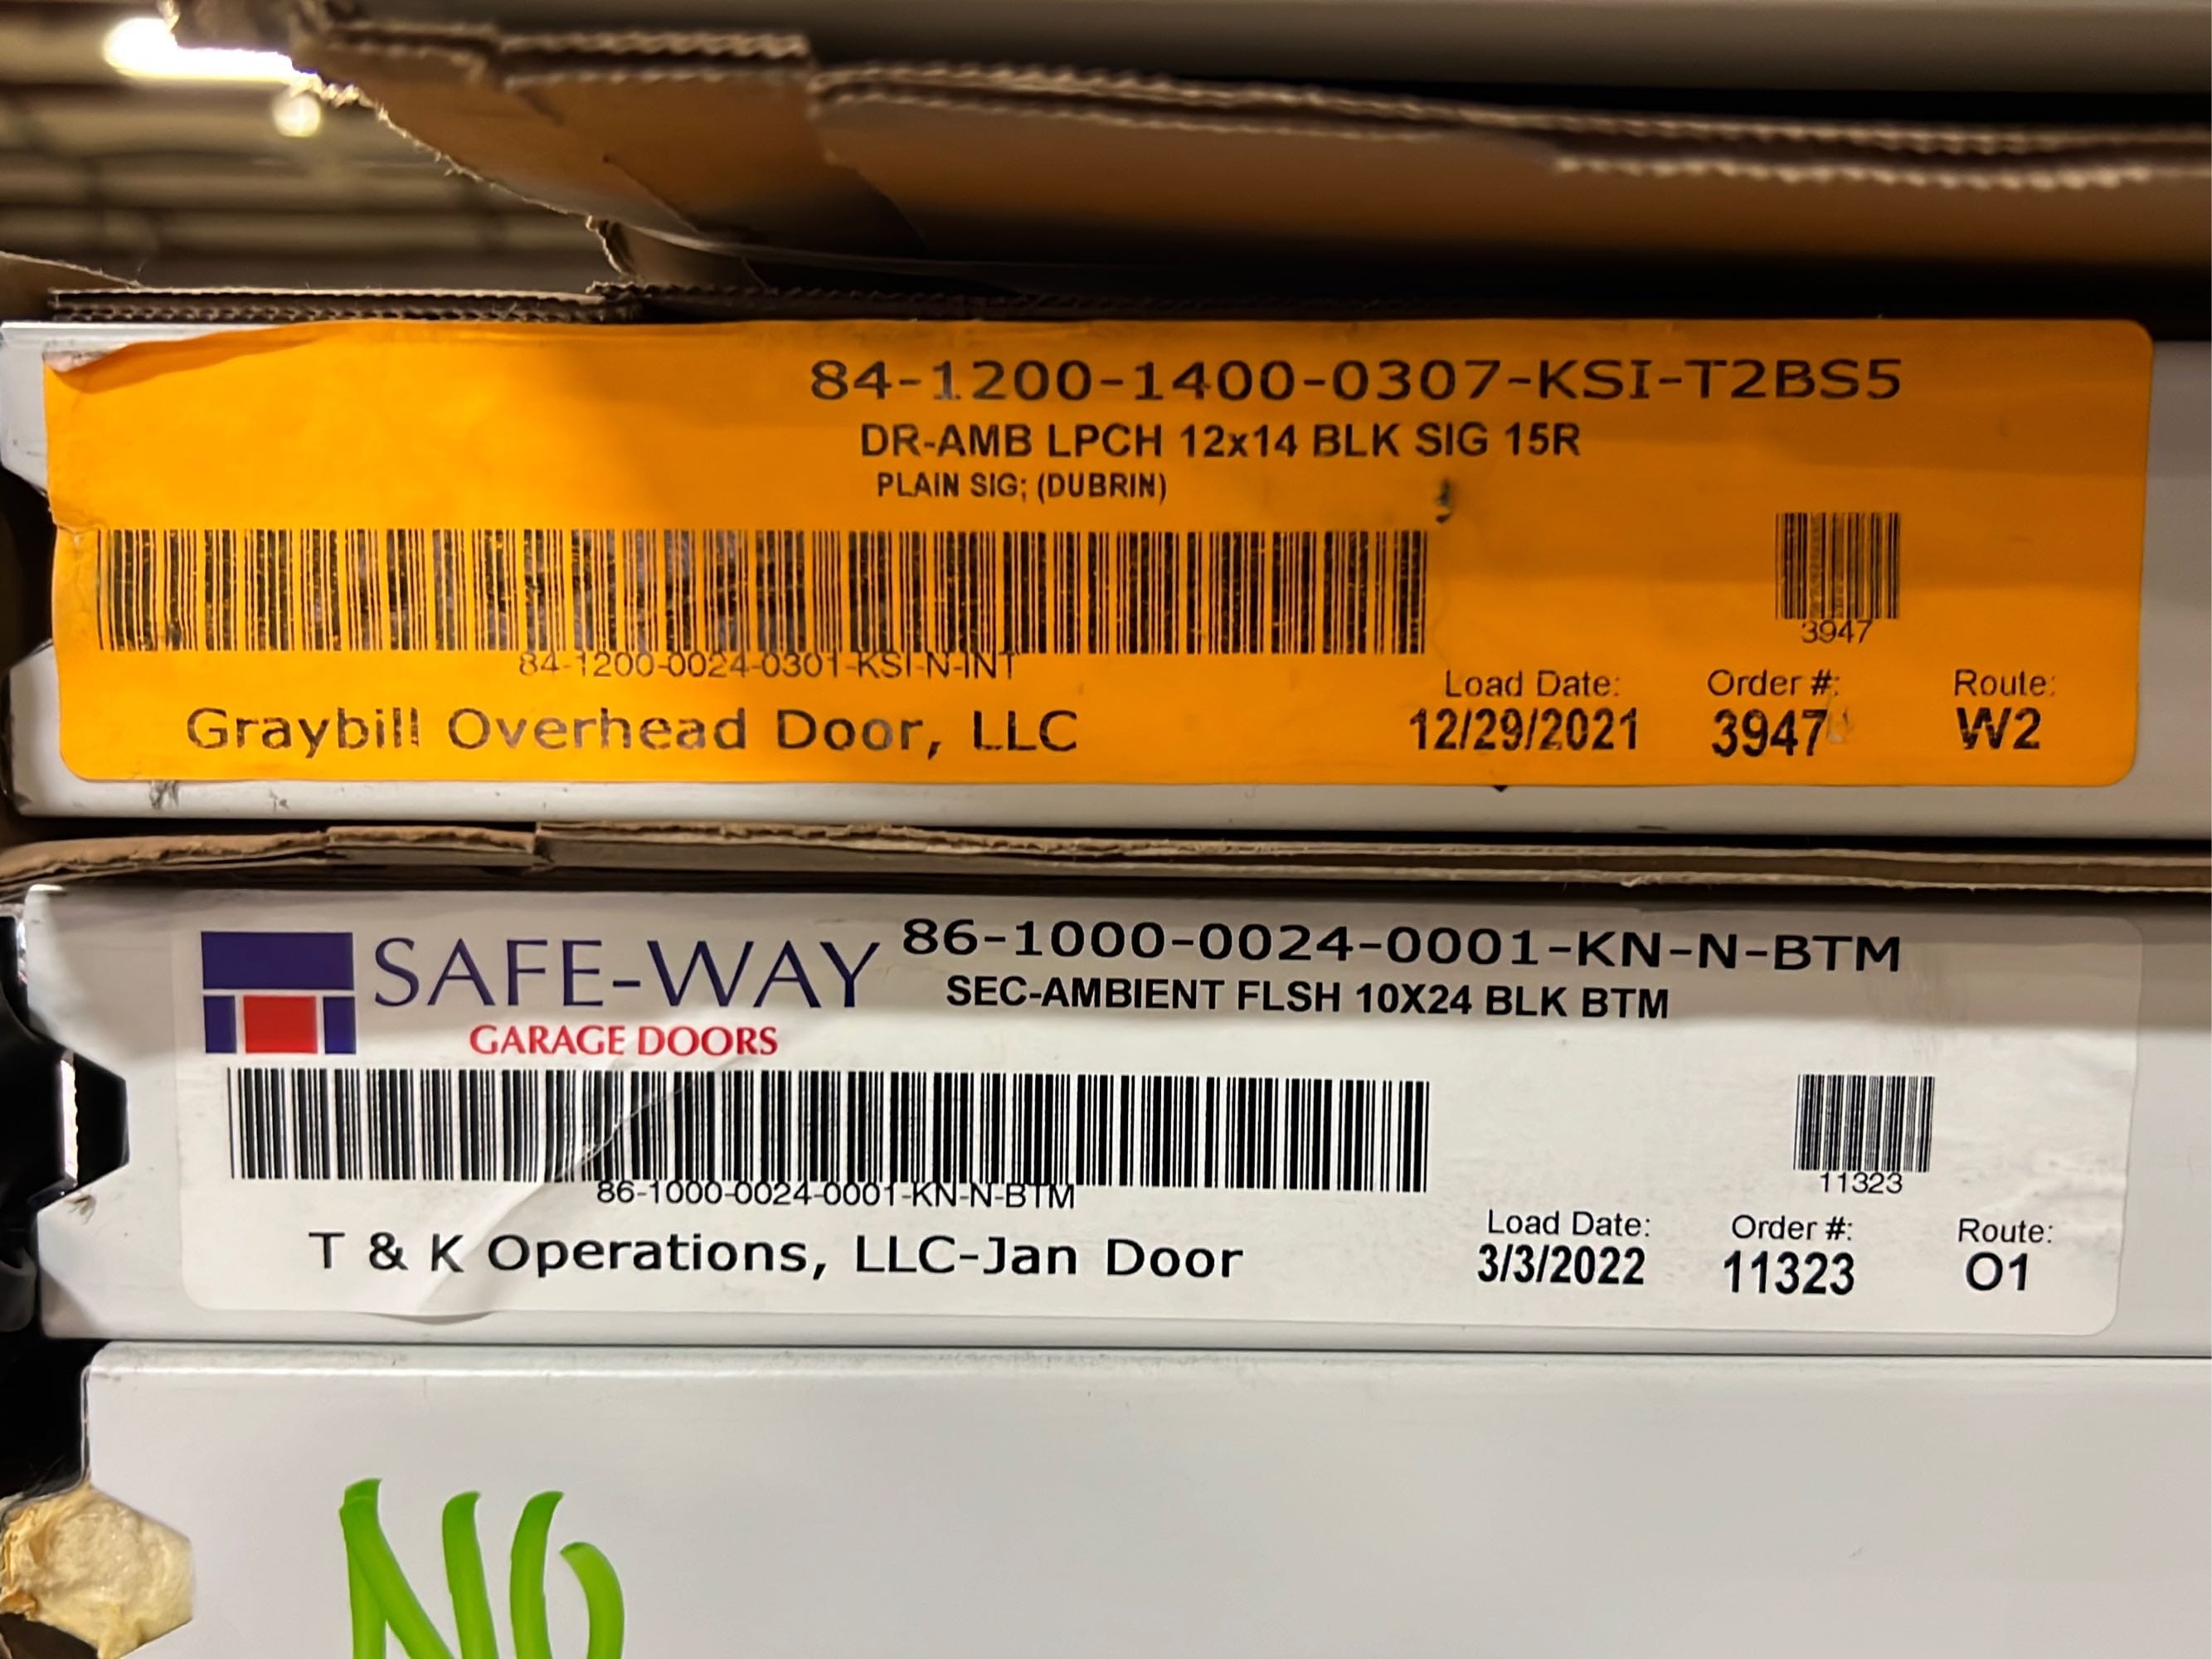 84-1200-1400-0307-KSI-T2BS5
DR-AMB LPCH 12x14 BLK SIG 15R
PLAIN SIG; (DUBRIN)
3947
84-1200-0024-0301-KSI-N-INT
Load Date: Order #: Route:
Graybill Overhead Door, LLC 12/29/2021 3947 W2
SAFE-WAY 86-1000-0024-0001-KN-N-BTM
SEC-AMBIENT FLSH 10X24 BLK BTM
GARAGE DOORS
86-1000-0024-0001-KN-N-BTM 11323
Load Date: Order #: Route:
T & K Operations, LLC-Jan Door 3/3/2022 11323 O1
NO